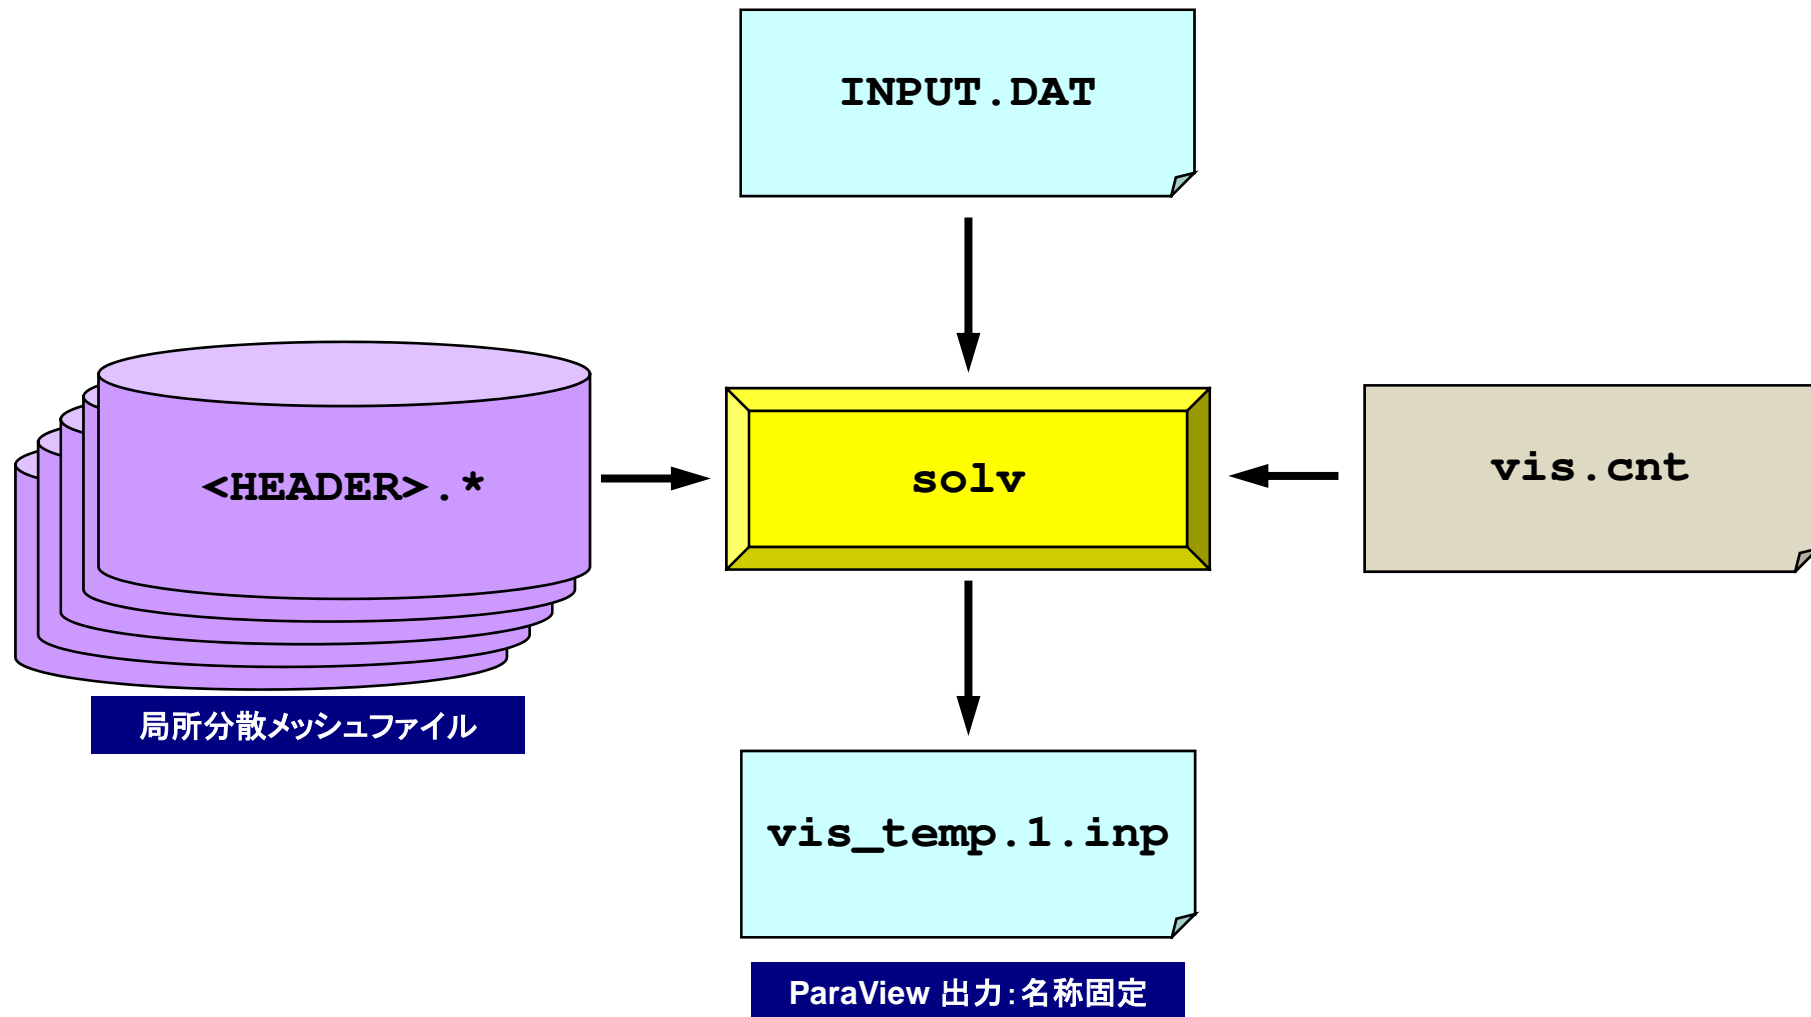 INPUT.DAT
<HEADER>.*
solv
vis.cnt
局所分散メッシュファイル
vis_temp.1.inp
ParaView 出力：名称固定